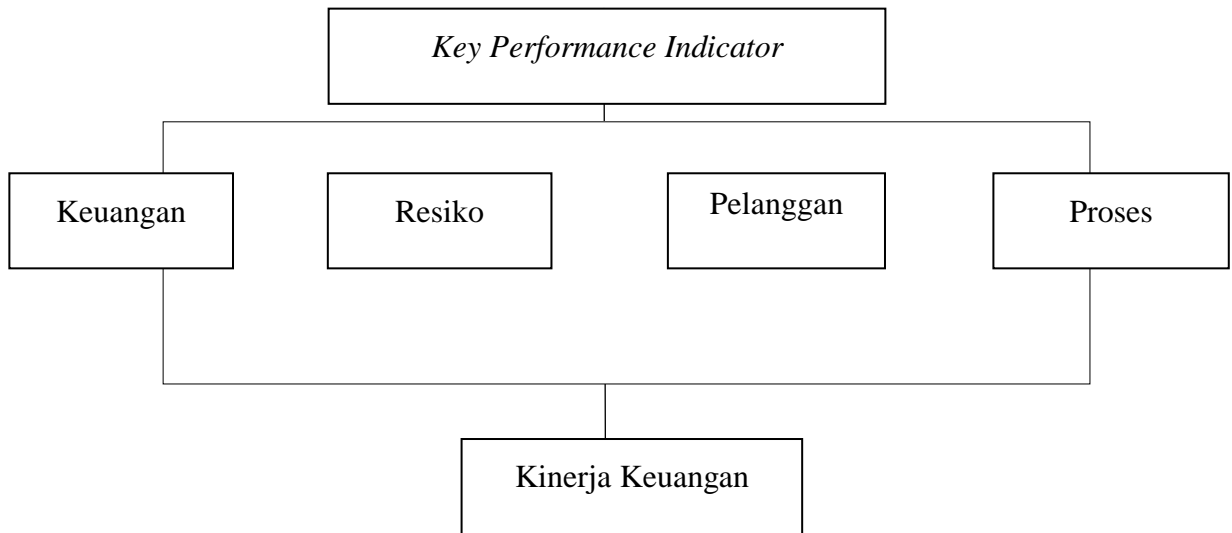 Key Performance Indicator
Keuangan
Resiko
Pelanggan
Proses
Kinerja Keuangan